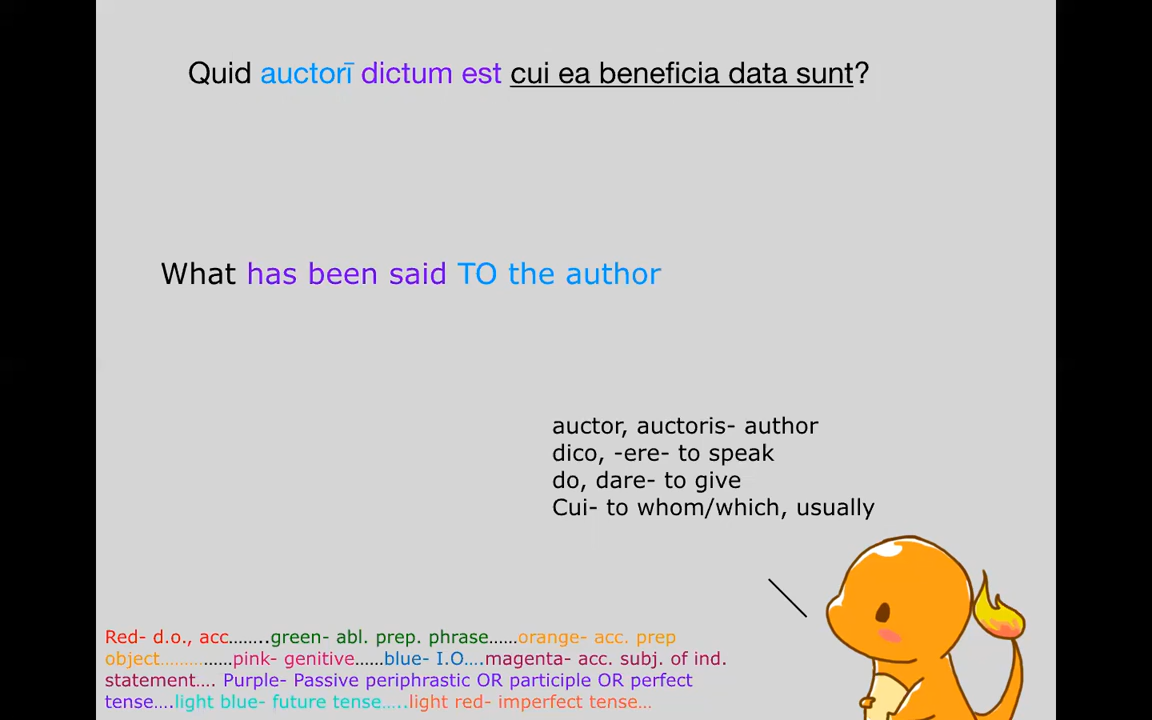 Quid auctorī dictum est cui ea beneficia data sunt?
What has been said TO the author
auctor, auctoris- author
dico, -ere- to speak
do, dare- to give
Cui- to whom/which, usually
Red- d.o., acc........green- abl. prep. phrase......orange- acc. prep
object...............pink- genitive......blue- I.O....magenta- acc. subj. of ind.
statement.... Purple- Passive periphrastic OR participle OR perfect
tense....light blue- future tense.....light red- imperfect tense...